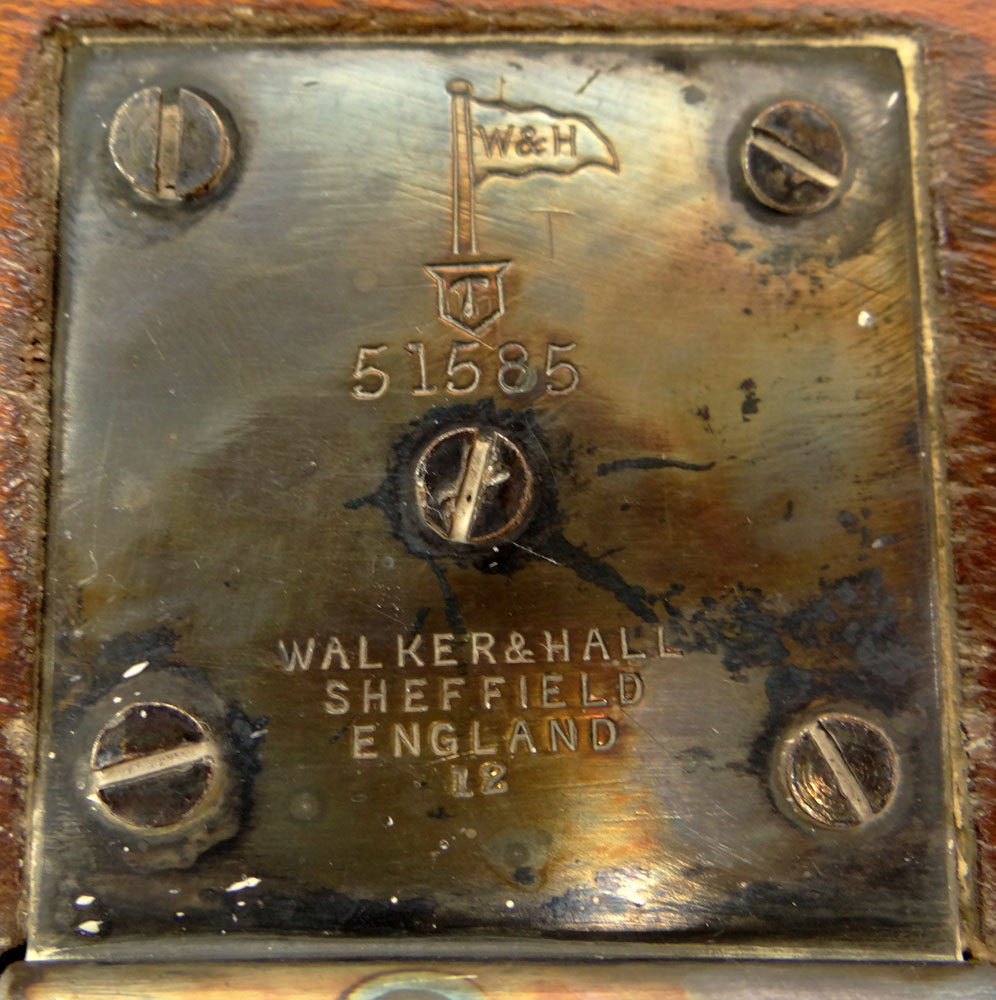 W&H
T
51585
WALKER&HALL
SHEFFIELD
ENGLAND
12